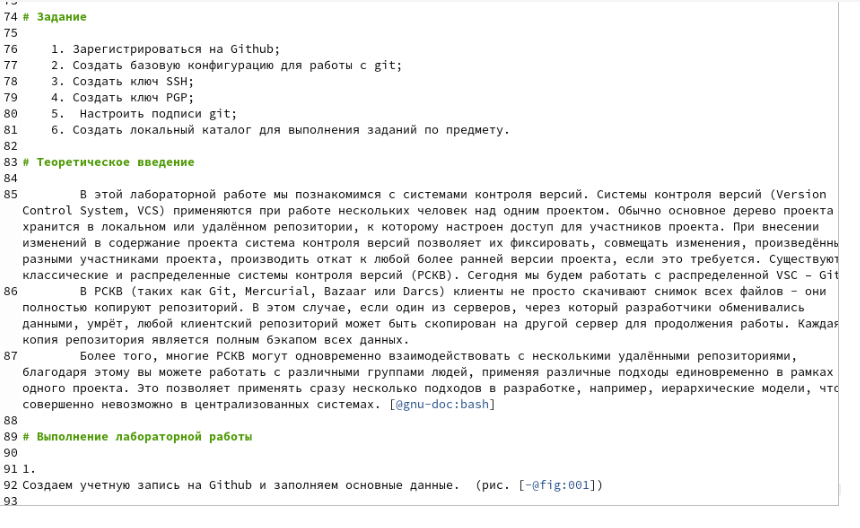 74 # Задание
75
76 1. Зарегистрироваться на Github;
77 2. Создать базовую конфигурацию для работы с git;
78 3. Создать ключ SSH;
79 4. Создать ключ PGP;
80 5.  Настроить подписи git;
81 6. Создать локальный каталог для выполнения заданий по предмету.
82
83 # Теоретическое введение
84
85 В этой лабораторной работе мы познакомимся с системами контроля версий. Системы контроля версий (Version
Control System, VCS) применяются при работе нескольких человек над одним проектом. Обычно основное дерево проекта
хранится в локальном или удалённом репозитории, к которому настроен доступ для участников проекта. При внесении
изменений в содержание проекта система контроля версий позволяет их фиксировать, совмещать изменения, произведённы
разными участниками проекта, производить откат к любой более ранней версии проекта, если это требуется. Существуют
классические и распределенные системы контроля версий (РСКВ). Сегодня мы будем работать с распределенной VSC – Git
86 В РСКВ (таких как Git, Mercurial, Bazaar или Darcs) клиенты не просто скачивают снимок всех файлов - они
полностью копируют репозиторий. В этом случае, если один из серверов, через который разработчики обменивались
данными, умрёт, любой клиентский репозиторий может быть скопирован на другой сервер для продолжения работы. Каждая
копия репозитория является полным бэкапом всех данных.
87 Более того, многие РСКВ могут одновременно взаимодействовать с несколькими удалёнными репозиториями,
благодаря этому вы можете работать с различными группами людей, применяя различные подходы единовременно в рамках
одного проекта. Это позволяет применять сразу несколько подходов в разработке, например, иерархические модели, что
совершенно невозможно в централизованных системах. [@gnu-doc:bash]
88
89 # Выполнение лабораторной работы
90
91 1.
92 Создаем учетную запись на Github и заполняем основные данные.  (рис. [-@fig:001])
93